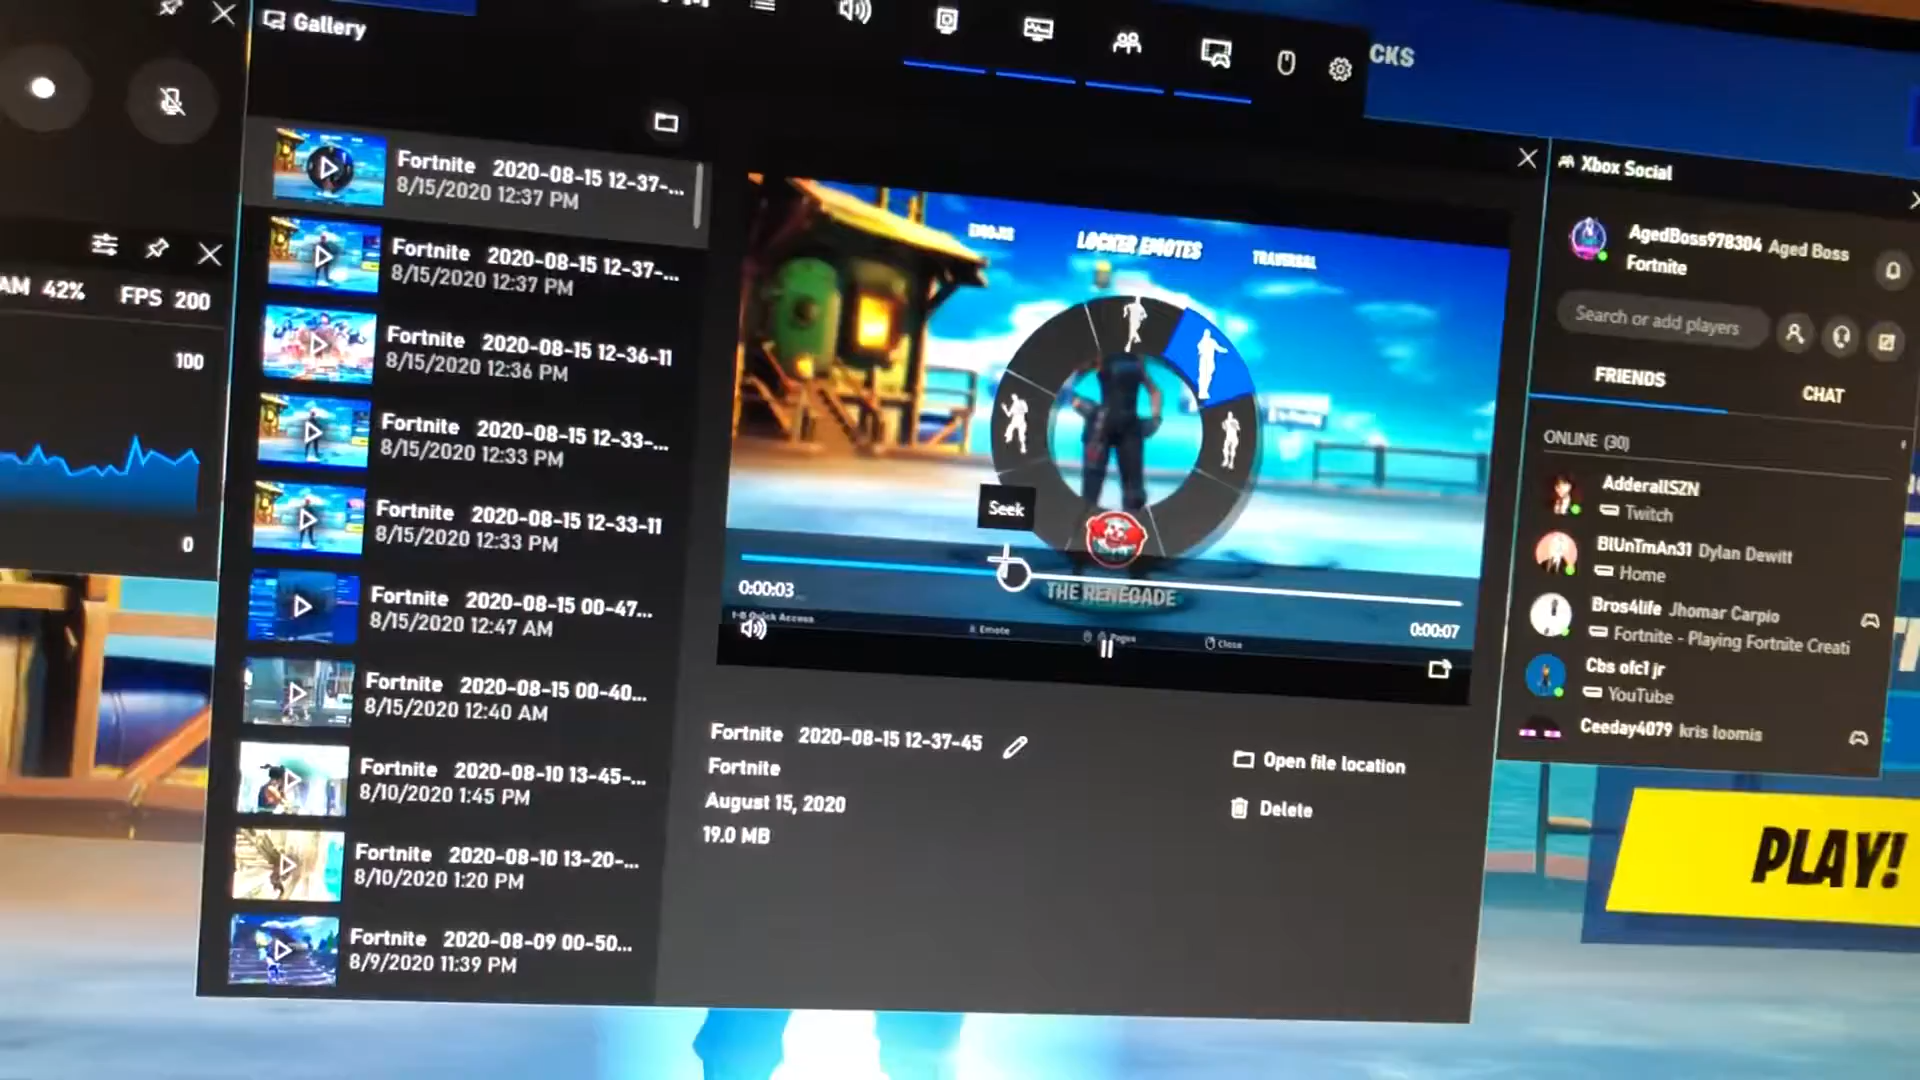 Gallery
CKS
Fortnite 2020-08-15 12-37-...
8/15/2020 12:37 PM
Fortnite 2020-08-15 12-37-...
8/15/2020 12:37 PM
Fortnite 2020-08-15 12-36-11
8/15/2020 12:36 PM
Fortnite 2020-08-15 12-33-...
8/15/2020 12:33 PM
Fortnite 2020-08-15 12-33-11
8/15/2020 12:33 PM
Fortnite 2020-08-15 00-47...
8/15/2020 12:47 AM
Fortnite 2020-08-15 00-40...
8/15/2020 12:40 AM
Fortnite 2020-08-10 13-45-...
8/10/2020 1:45 PM
Fortnite 2020-08-10 13-20-...
8/10/2020 1:20 PM
Fortnite 2020-08-09 00-50...
8/9/2020 11:39 PM
AM 42% FPS 200
100
0
EMOJIS LOCKER EMOTES TRAVERSAL
Seek
0:00:03
THE RENEGADE
0:00:07
1-8 Quick Access
Emote
Close
Fortnite 2020-08-15 12-37-45
Fortnite
August 15, 2020
19.0 MB
Open file location
Delete
Xbox Social
AgedBoss978304 Aged Boss
Fortnite
Search or add players
FRIENDS CHAT
ONLINE (30)
AdderallSZN
Twitch
BlUnTmAn31 Dylan Dewitt
Home
Bros4life Jhomar Carpio
Fortnite - Playing Fortnite Creati
Cbs ofc1 jr
YouTube
Ceeday4079 kris loomis
PLAY!